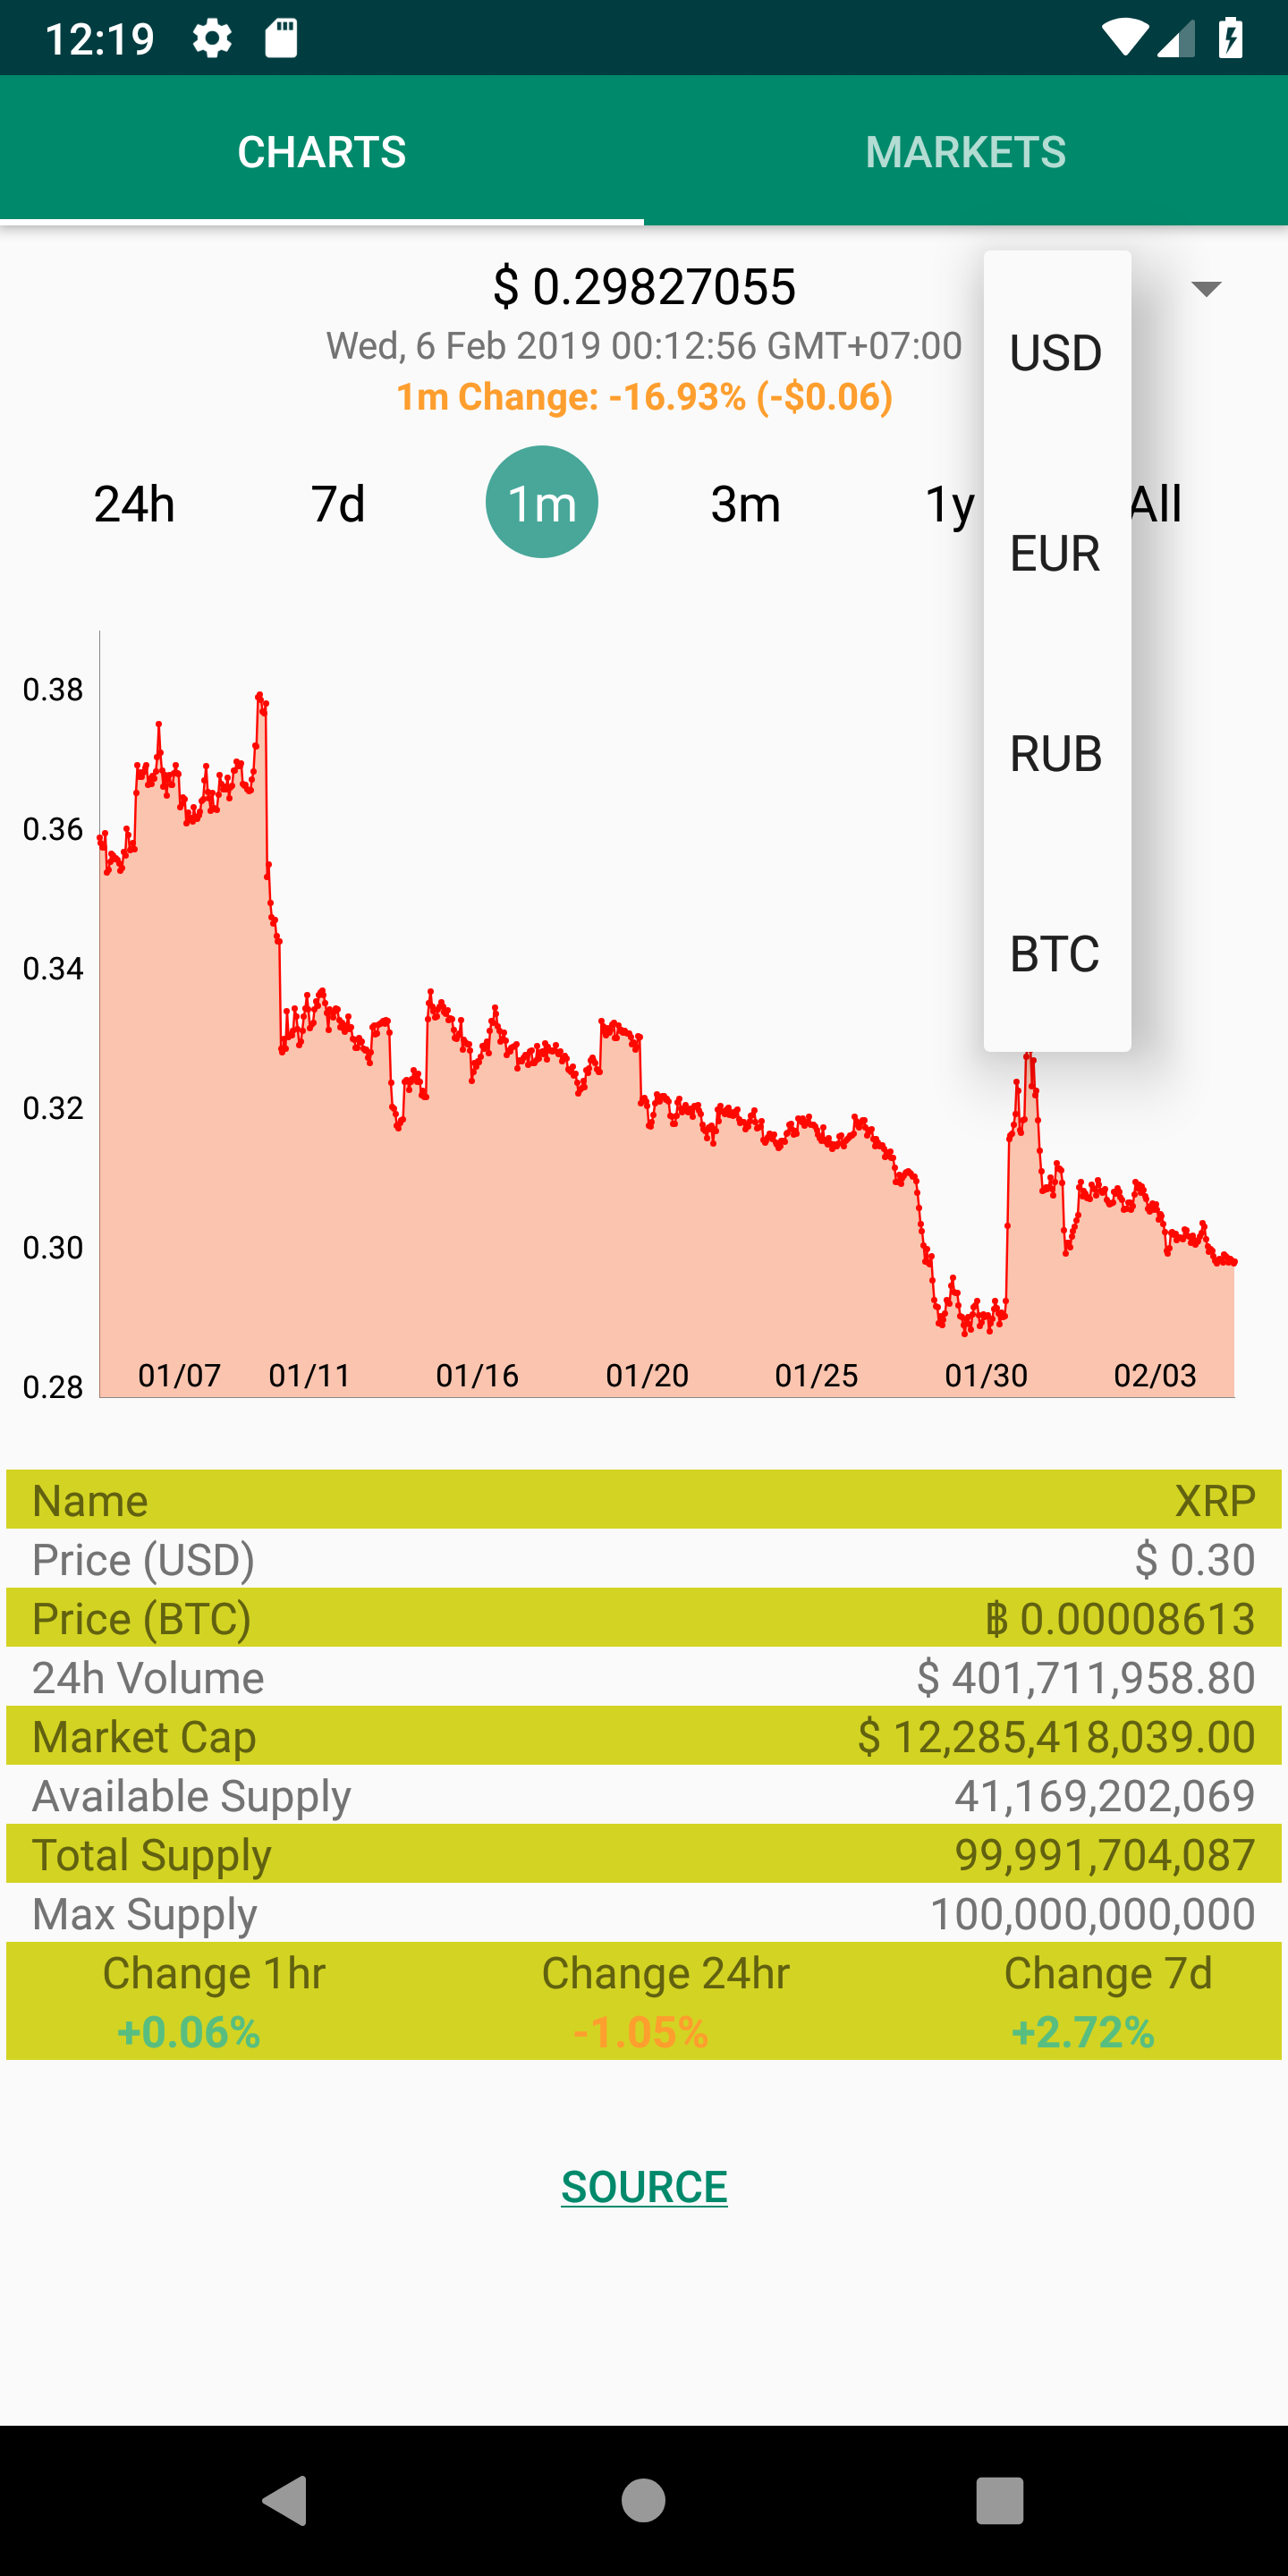 12:19
CHARTS MARKETS
$ 0.29827055
Wed, 6 Feb 2019 00:12:56 GMT+07:00
1m Change: -16.93% (-$0.06)
USD
EUR
RUB
BTC
24h 7d 1m 3m 1y All
0.38
0.36
0.34
0.32
0.30
0.28
01/07 01/11 01/16 01/20 01/25 01/30 02/03
Name XRP
Price (USD) $ 0.30
Price (BTC) ฿ 0.00008613
24h Volume $ 401,711,958.80
Market Cap $ 12,285,418,039.00
Available Supply 41,169,202,069
Total Supply 99,991,704,087
Max Supply 100,000,000,000
Change 1hr Change 24hr Change 7d
+0.06% -1.05% +2.72%
SOURCE